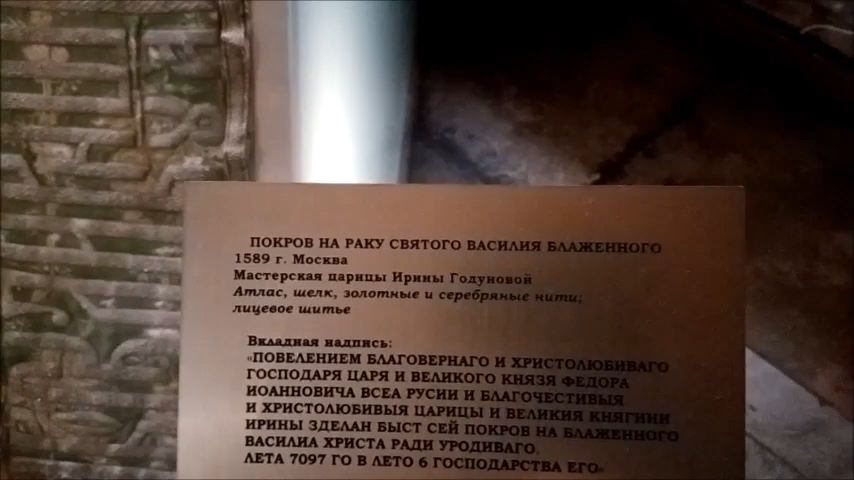 ПОКРОВ НА РАКУ СВЯТОГО ВАСИЛИЯ БЛАЖЕННОГО
1589 г. Москва
Мастерская царицы Ирины Годуновой
Атлас, шелк, золотные и серебряные нити;
лицевое шитье
Вкладная надпись:
«ПОВЕЛЕНИЕМ БЛАГОВЕРНАГО И ХРИСТОЛЮБИВАГО
ГОСПОДАРЯ ЦАРЯ И ВЕЛИКОГО КНЯЗЯ ФЕДОРА
ИОАННОВИЧА ВСЕА РУСИИ И БЛАГОЧЕСТИВЫЯ
И ХРИСТОЛЮБИВЫЯ ЦАРИЦЫ И ВЕЛИКИЯ КНЯГИНИ
ИРИНЫ ЗДЕЛАН БЫСТ СЕЙ ПОКРОВ НА БЛАЖЕННОГО
ВАСИЛИА ХРИСТА РАДИ УРОДИВАГО.
ЛЕТА 7097 ГО В ЛЕТО 6 ГОСПОДАРСТВА ЕГО»